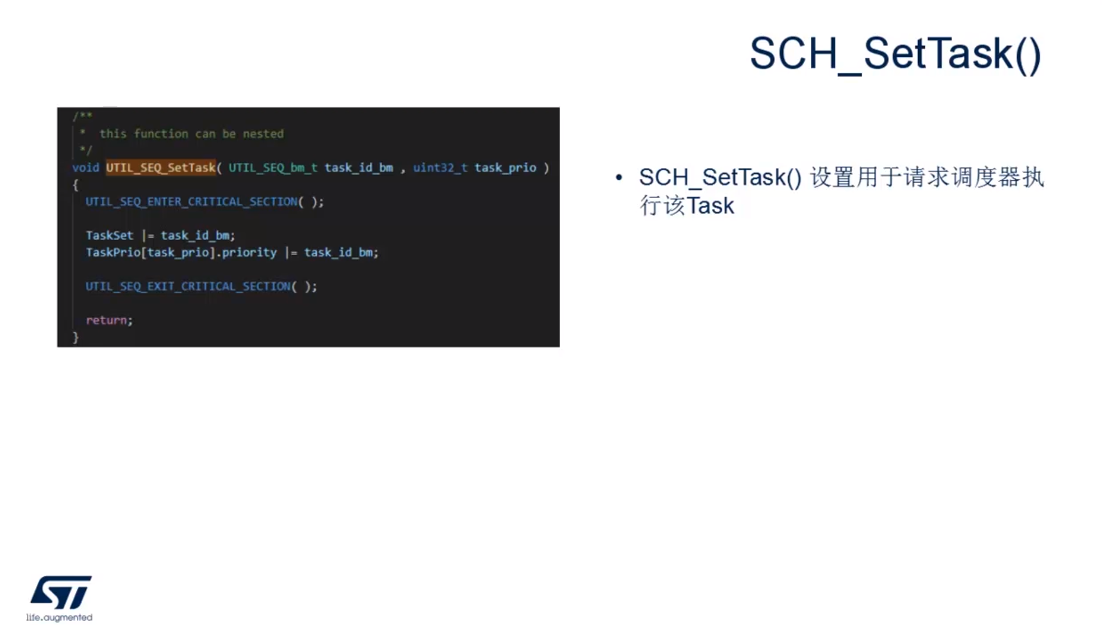 SCH_SetTask()
/**
* this function can be nested
*/
void UTIL_SEQ_SetTask( UTIL_SEQ_bm_t task_id_bm , uint32_t task_prio )
{
UTIL_SEQ_ENTER_CRITICAL_SECTION( );
TaskSet |= task_id_bm;
TaskPrio[task_prio].priority |= task_id_bm;
UTIL_SEQ_EXIT_CRITICAL_SECTION( );
return;
}
• SCH_SetTask() 设置用于请求调度器执
行该Task
ST
life.augmented